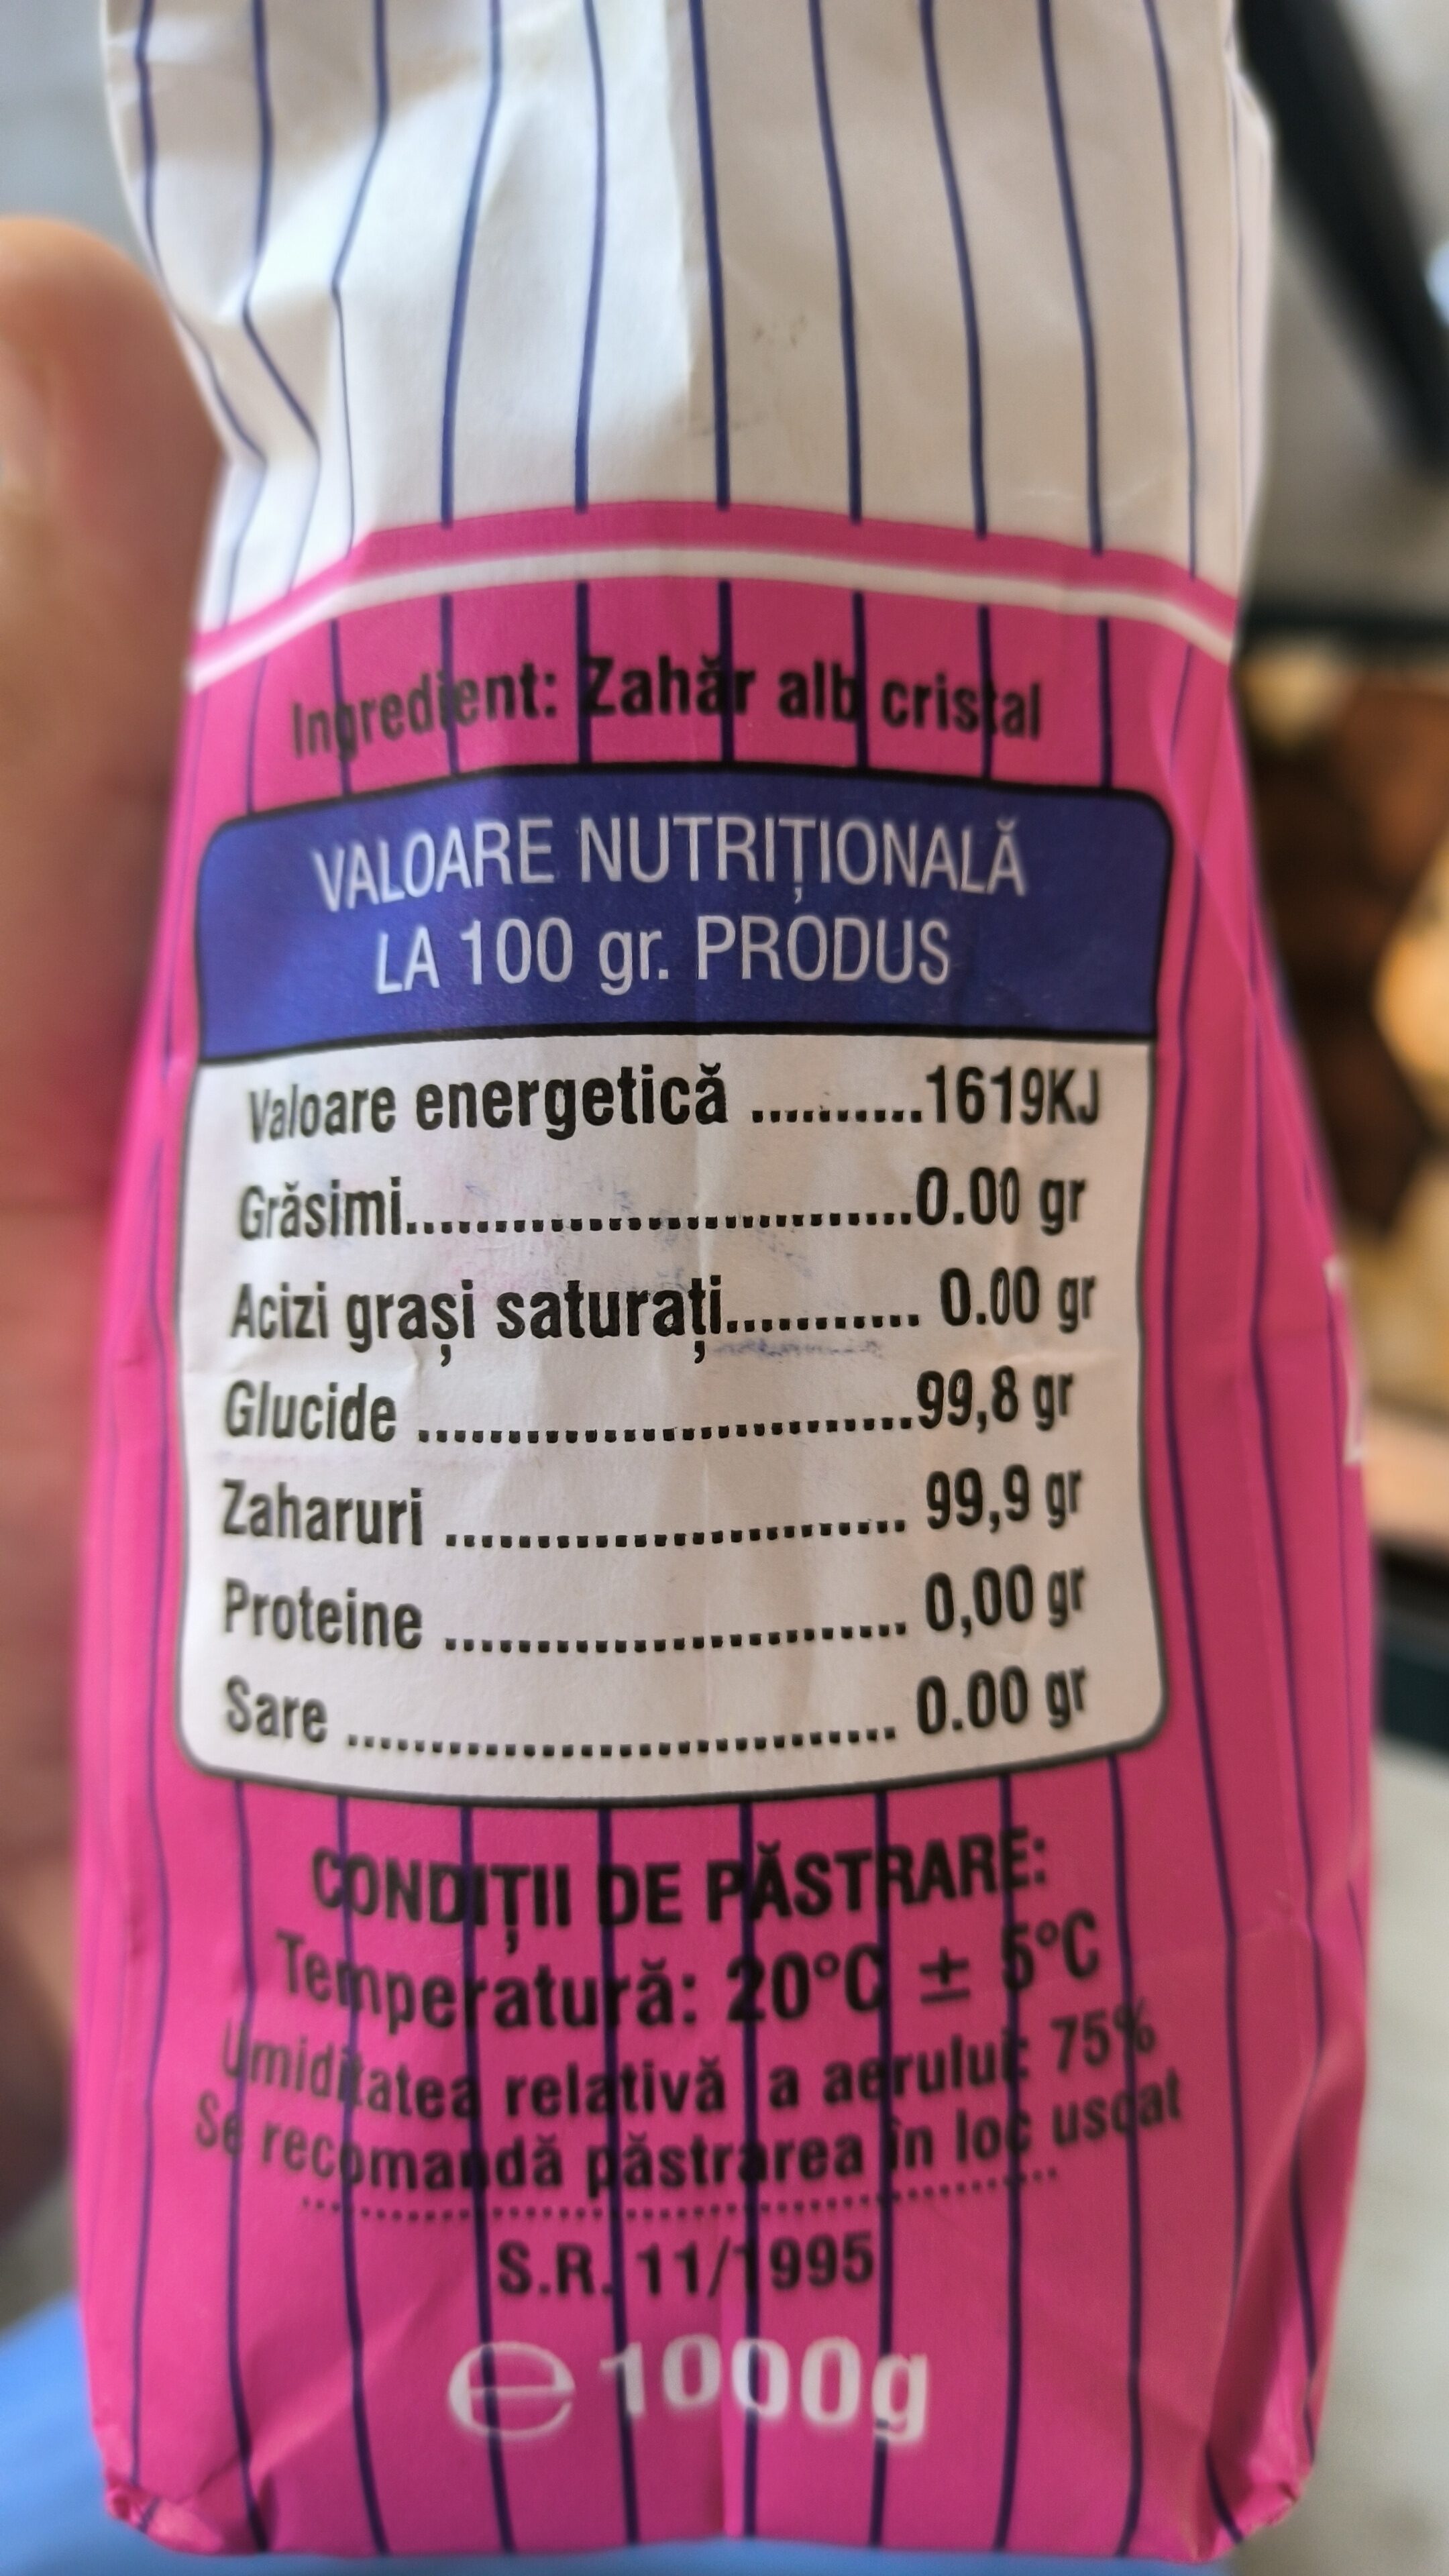 Ingredient: Zahăr alb cristal
VALOARE NUTRIȚIONALĂ
LA 100 gr. PRODUS
Valoare energetică ..........1619KJ
Grăsimi..............................0.00 gr
Acizi grași saturați............ 0.00 gr
Glucide .............................99,8 gr
Zaharuri ........................... 99,9 gr
Proteine ........................... 0,00 gr
Sare ................................ 0.00 gr
CONDIȚII DE PĂSTRARE:
Temperatură: 20°C ± 5°C
Umiditatea relativă a aerului: 75%
Se recomandă păstrarea în loc uscat
S.R. 11/1995
℮ 1000g